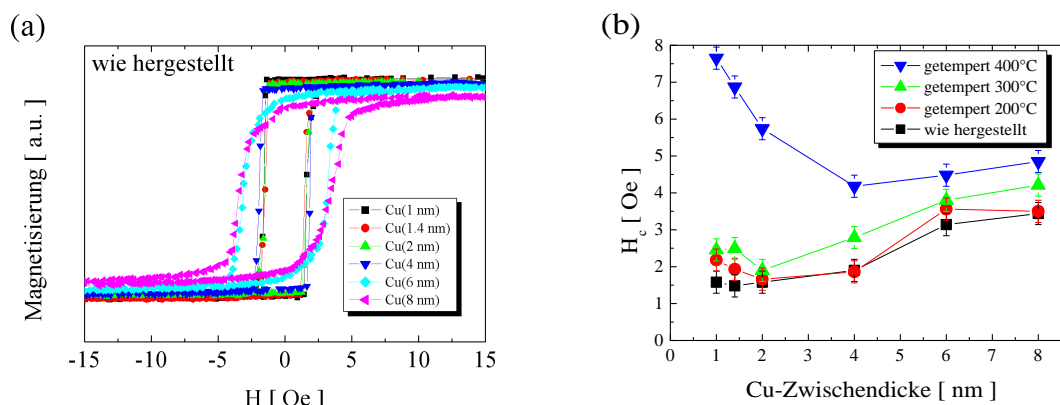 (a)
wie hergestellt
Magnetisierung [ a.u. ]
Cu(1 nm)
Cu(1.4 nm)
Cu(2 nm)
Cu(4 nm)
Cu(6 nm)
Cu(8 nm)
-15 -10 -5 0 5 10 15
H [ Oe ]
(b)
8
7
6
5
4
3
2
1
0
H_c [ Oe ]
getempert 400°C
getempert 300°C
getempert 200°C
wie hergestellt
0 1 2 3 4 5 6 7 8
Cu-Zwischendicke [ nm ]